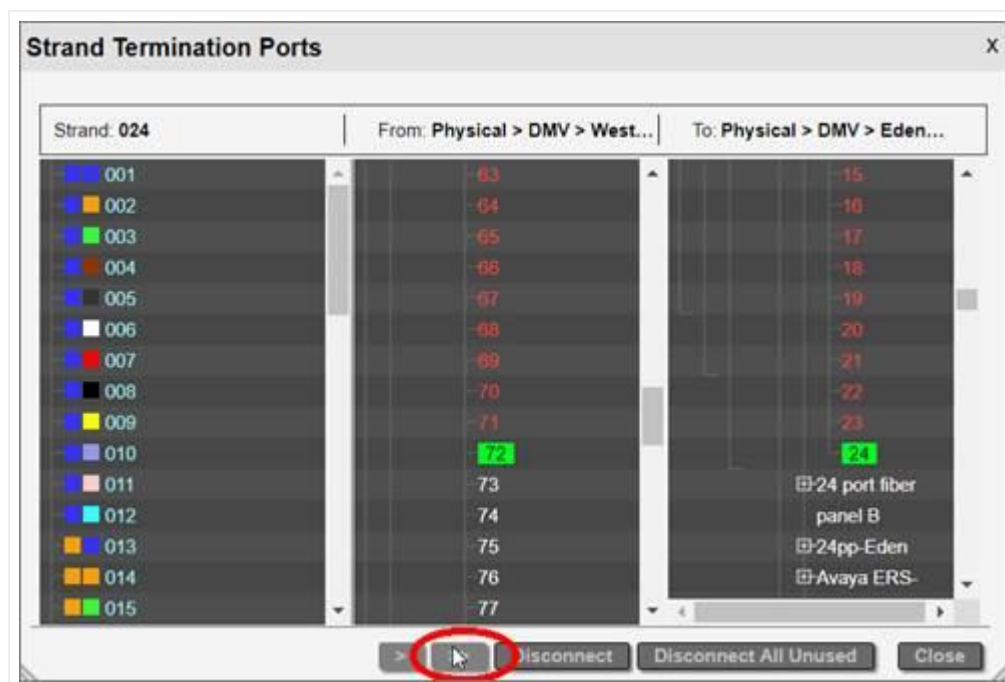 Strand Termination Ports X
Strand: 024 From: Physical > DMV > West... To: Physical > DMV > Eden...
001 63 15
002 64 16
003 65 17
004 66 18
005 67 19
006 68 20
007 69 21
008 70 22
009 71 23
010 72 24
011 73 24 port fiber
012 74 panel B
013 75 24pp-Eden
014 76 Avaya ERS-
015 77
> Disconnect Disconnect All Unused Close